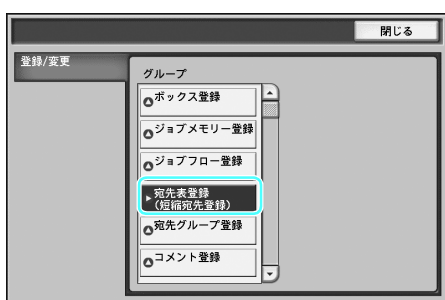 閉じる
登録/変更
グループ
ボックス登録
ジョブメモリー登録
ジョブフロー登録
宛先表登録
(短縮宛先登録)
宛先グループ登録
コメント登録